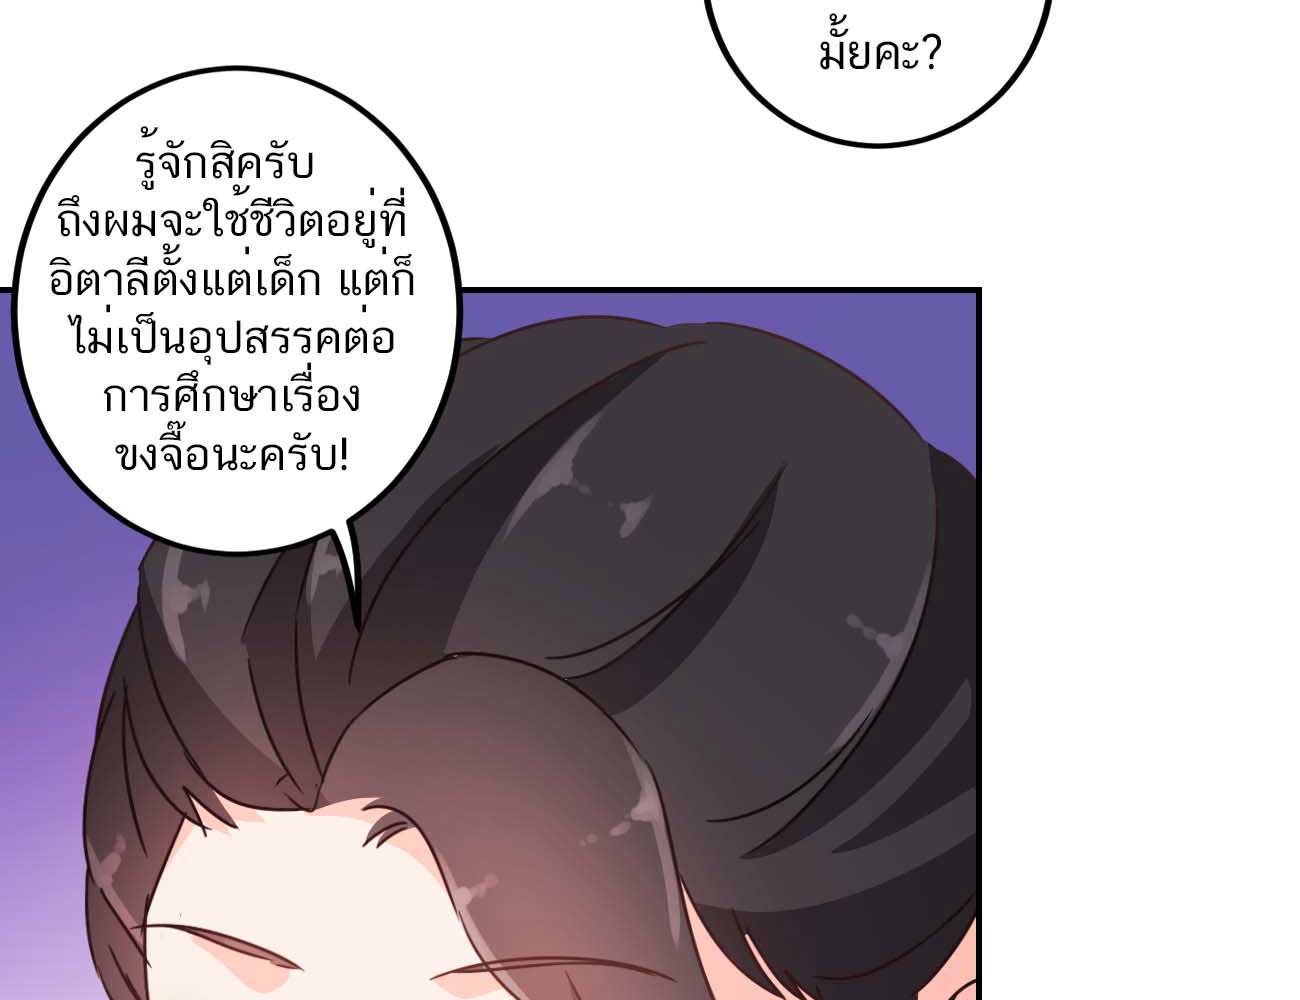 มั้ยคะ?
รู้จักสิครับ
ถึงผมจะใช้ชีวิตอยู่ที่
อิตาลีตั้งแต่เด็ก แต่ก็
ไม่เป็นอุปสรรคต่อ
การศึกษาเรื่อง
ขงจื๊อนะครับ!